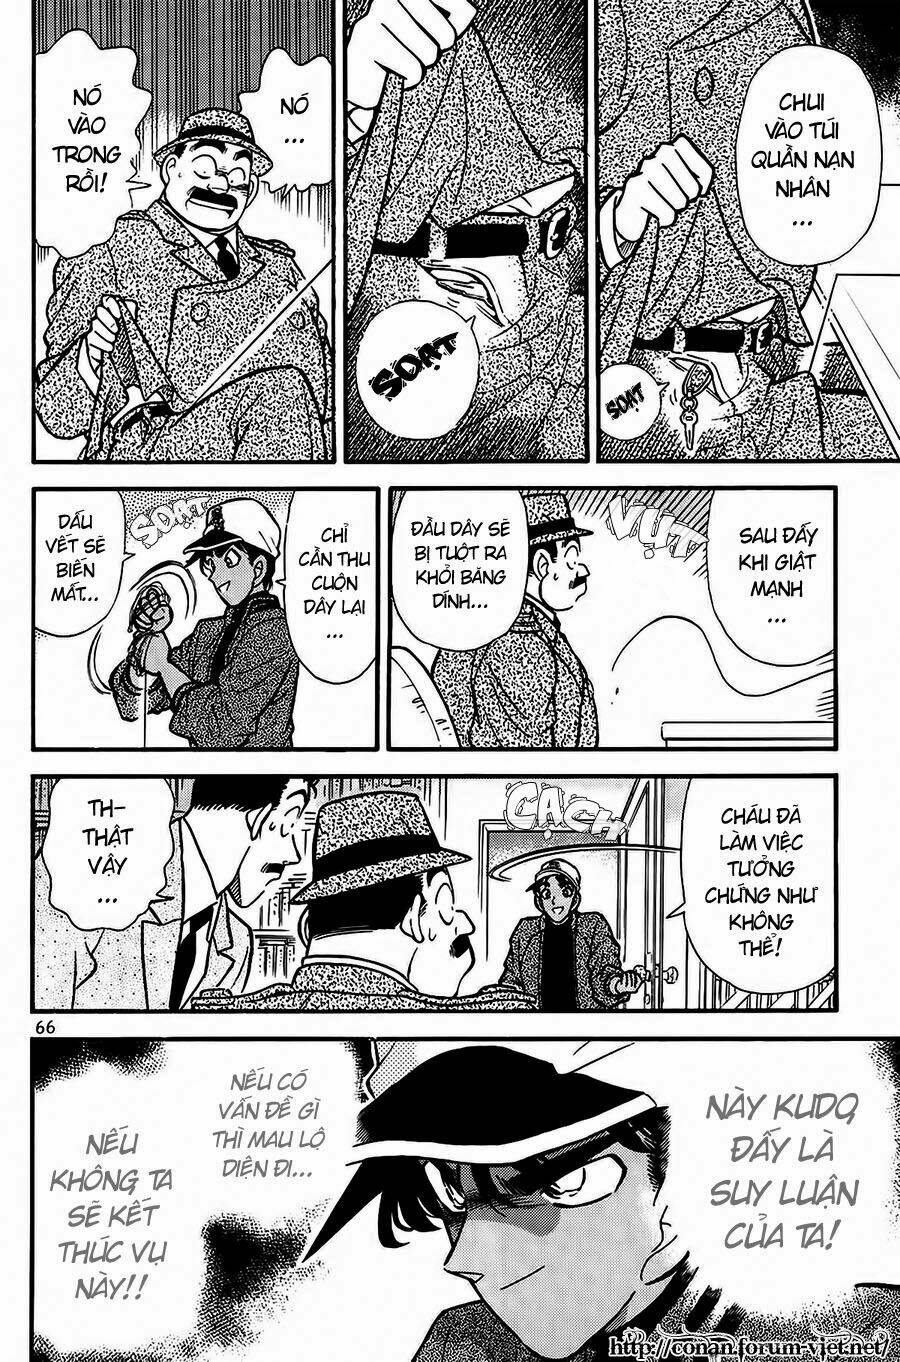 CHUI
VÀO TÚI
QUẦN NẠN
NHÂN
...
SOẠT
SOẠT
NÓ
...
NÓ
VÀO
TRONG
RỒI!
SAU ĐẤY
KHI GIẬT
MẠNH
...
VỤT
ĐẦU DÂY SẼ
BỊ TUỘT RA
KHỎI BĂNG
DÍNH...
CHỈ
CẦN THU
CUỘN
DÂY LẠI
...
SOẠT
DẤU
VẾT SẼ
BIẾN
MẤT...
CHÁU ĐÃ
LÀM VIỆC
TƯỞNG
CHỪNG NHƯ
KHÔNG
THỂ!
CẠCH
TH-
THẬT
VẬY
...
66
NÀY KUDO,
ĐẤY LÀ
SUY LUẬN
CỦA TA!
NẾU CÓ
VẤN ĐỀ GÌ
THÌ MAU LỘ
DIỆN ĐI...
NẾU
KHÔNG TA
SẼ KẾT
THÚC VỤ
NÀY!!
http://conan.forum-viet.net/